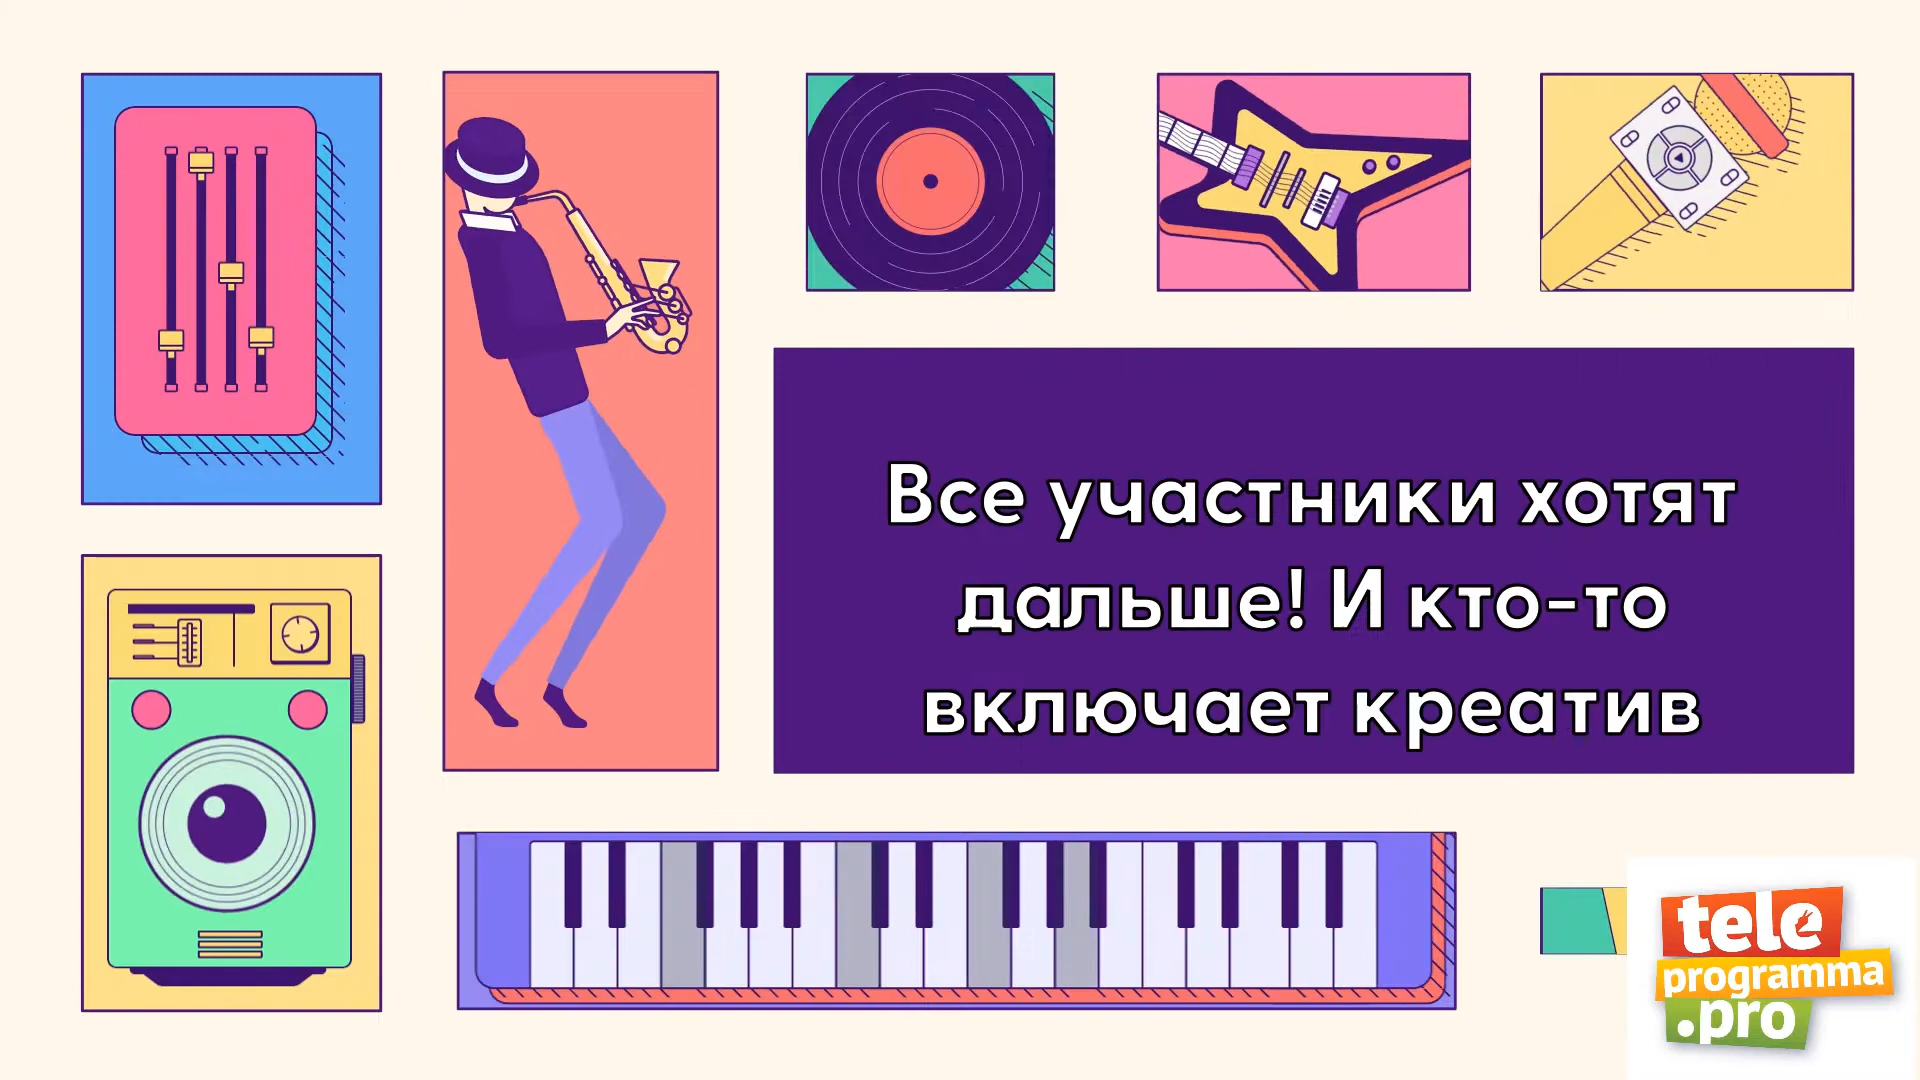 Все участники хотят
дальше! И кто-то
включает креатив
tele
programma
.pro